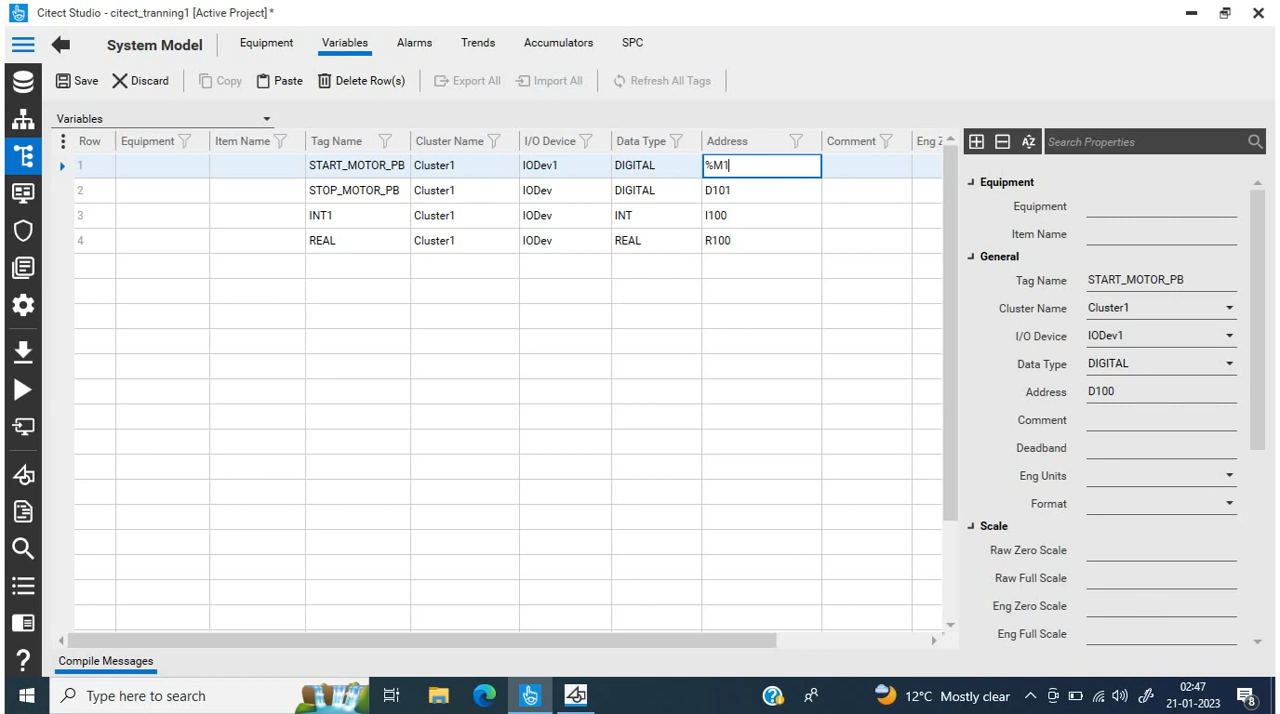 Citect Studio - citect_tranning1 [Active Project]*
System Model Equipment Variables Alarms Trends Accumulators SPC
Save Discard Copy Paste Delete Row(s) Export All Import All Refresh All Tags
Variables
Row Equipment Item Name Tag Name Cluster Name I/O Device Data Type Address Comment Eng Z
1 START_MOTOR_PB Cluster1 IODev1 DIGITAL %M1
2 STOP_MOTOR_PB Cluster1 IODev DIGITAL D101
3 INT1 Cluster1 IODev INT I100
4 REAL Cluster1 IODev REAL R100
AZ Search Properties
Equipment
Equipment
Item Name
General
Tag Name START_MOTOR_PB
Cluster Name Cluster1
I/O Device IODev1
Data Type DIGITAL
Address D100
Comment
Deadband
Eng Units
Format
Scale
Raw Zero Scale
Raw Full Scale
Eng Zero Scale
Eng Full Scale
Compile Messages
Type here to search
12°C Mostly clear
02:47
21-01-2023
8